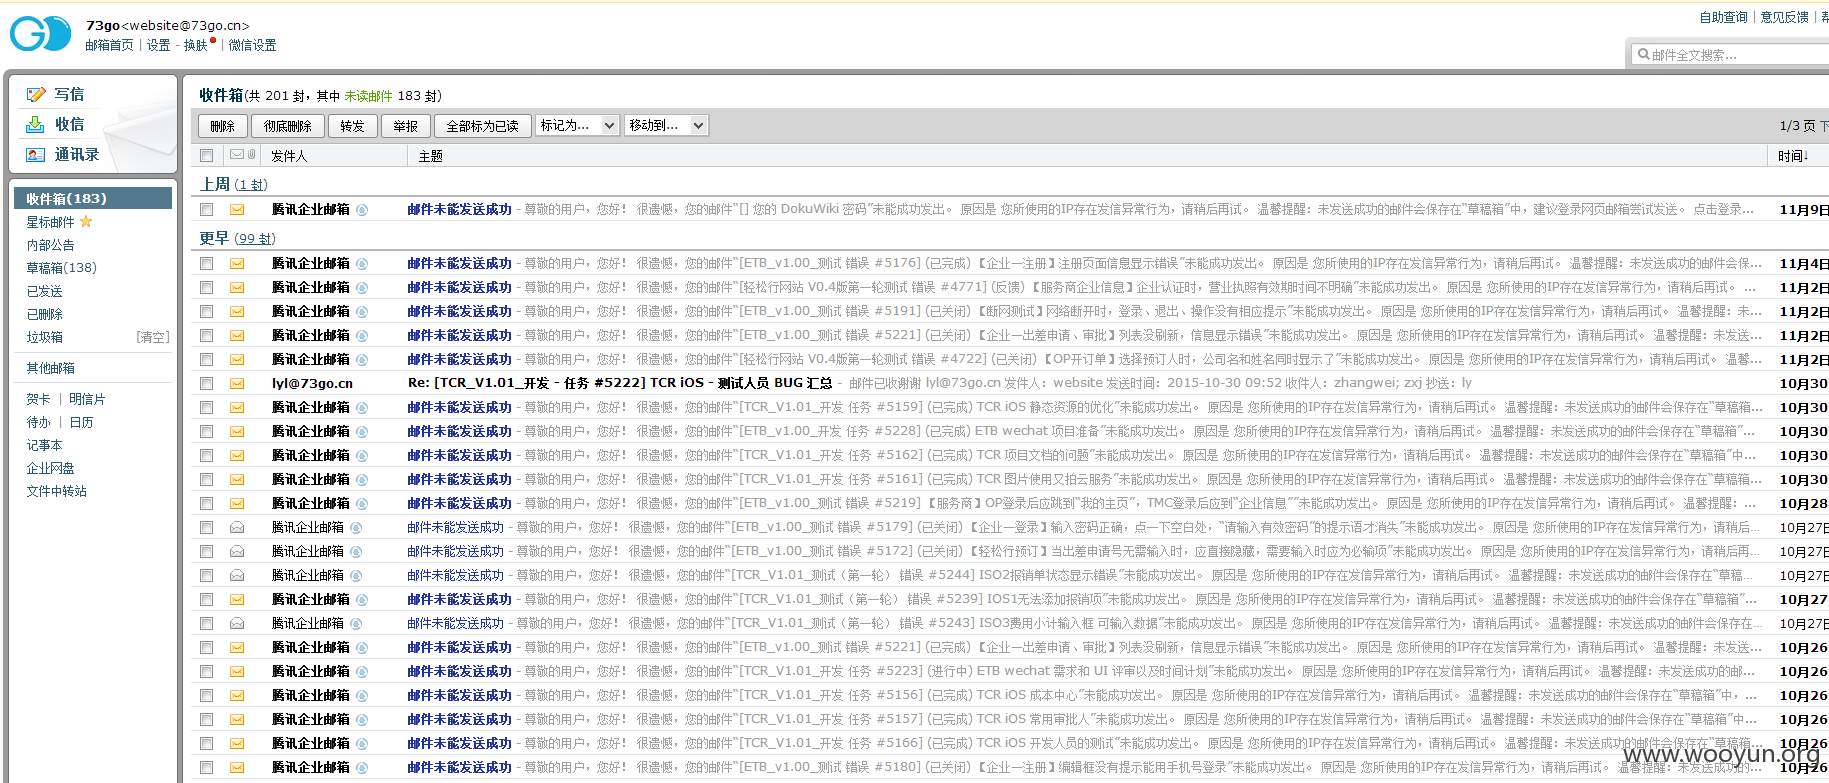 73go<website@73go.cn>
邮箱首页 | 设置 - 换肤 | 微信设置
自助查询 | 意见反馈 |
邮件全文搜索...
写信
收信
通讯录
收件箱(183)
星标邮件
内部公告
草稿箱(138)
已发送
已删除
垃圾箱 [清空]
其他邮箱
贺卡 | 明信片
待办 | 日历
记事本
企业网盘
文件中转站
收件箱(共 201 封，其中 未读邮件 183 封)
删除 彻底删除 转发 举报 全部标为已读 标记为... 移动到... 1/3 页 下
发件人 主题 时间↓
上周 (1 封)
腾讯企业邮箱 邮件未能发送成功 - 尊敬的用户，您好！ 很遗憾，您的邮件“[] 您的 DokuWiki 密码”未能成功发出。 原因是 您所使用的IP存在发信异常行为，请稍后再试。 温馨提醒：未发送成功的邮件会保存在“草稿箱”中，建议登录网页邮箱尝试发送。 点击登录... 11月9日
更早 (99 封)
腾讯企业邮箱 邮件未能发送成功 - 尊敬的用户，您好！ 很遗憾，您的邮件“[ETB_v1.00_测试 错误 #5176] (已完成) 【企业—注册】注册页面信息显示错误”未能成功发出。 原因是 您所使用的IP存在发信异常行为，请稍后再试。 温馨提醒：未发送成功的邮件会保... 11月4日
腾讯企业邮箱 邮件未能发送成功 - 尊敬的用户，您好！ 很遗憾，您的邮件“[轻松行网站 V0.4版第一轮测试 错误 #4771] (反馈) 【服务商企业信息】企业认证时，营业执照有效期时间不明确”未能成功发出。 原因是 您所使用的IP存在发信异常行为，请稍后再试。 ... 11月2日
腾讯企业邮箱 邮件未能发送成功 - 尊敬的用户，您好！ 很遗憾，您的邮件“[ETB_v1.00_测试 错误 #5191] (已关闭) 【断网测试】网络断开时，登录、退出、操作没有相应提示”未能成功发出。 原因是 您所使用的IP存在发信异常行为，请稍后再试。 温馨提醒：未... 11月2日
腾讯企业邮箱 邮件未能发送成功 - 尊敬的用户，您好！ 很遗憾，您的邮件“[ETB_v1.00_测试 错误 #5221] (已关闭) 【企业—出差申请、审批】列表没刷新，信息显示错误”未能成功发出。 原因是 您所使用的IP存在发信异常行为，请稍后再试。 温馨提醒：未发送... 11月2日
腾讯企业邮箱 邮件未能发送成功 - 尊敬的用户，您好！ 很遗憾，您的邮件“[轻松行网站 V0.4版第一轮测试 错误 #4722] (已关闭) 【OP开订单】选择预订人时，公司名和姓名同时显示了”未能成功发出。 原因是 您所使用的IP存在发信异常行为，请稍后再试。 温馨... 11月2日
lyl@73go.cn Re: [TCR_V1.01_开发 - 任务 #5222] TCR iOS - 测试人员 BUG 汇总 - 邮件已收谢谢 lyl@73go.cn 发件人：website 发送时间：2015-10-30 09:52 收件人：zhangwei; zxj 抄送：ly 10月30
腾讯企业邮箱 邮件未能发送成功 - 尊敬的用户，您好！ 很遗憾，您的邮件“[TCR_V1.01_开发 任务 #5159] (已完成) TCR iOS 静态资源的优化”未能成功发出。 原因是 您所使用的IP存在发信异常行为，请稍后再试。 温馨提醒：未发送成功的邮件会保存在“草稿箱... 10月30
腾讯企业邮箱 邮件未能发送成功 - 尊敬的用户，您好！ 很遗憾，您的邮件“[ETB_V1.00_开发 任务 #5228] (已完成) ETB wechat 项目准备”未能成功发出。 原因是 您所使用的IP存在发信异常行为，请稍后再试。 温馨提醒：未发送成功的邮件会保存在“草稿箱”... 10月30
腾讯企业邮箱 邮件未能发送成功 - 尊敬的用户，您好！ 很遗憾，您的邮件“[TCR_V1.01_开发 任务 #5162] (已完成) TCR 项目文档的问题”未能成功发出。 原因是 您所使用的IP存在发信异常行为，请稍后再试。 温馨提醒：未发送成功的邮件会保存在“草稿箱”中... 10月30
腾讯企业邮箱 邮件未能发送成功 - 尊敬的用户，您好！ 很遗憾，您的邮件“[TCR_V1.01_开发 任务 #5161] (已完成) TCR 图片使用又拍云服务”未能成功发出。 原因是 您所使用的IP存在发信异常行为，请稍后再试。 温馨提醒：未发送成功的邮件会保存在“草稿箱... 10月30
腾讯企业邮箱 邮件未能发送成功 - 尊敬的用户，您好！ 很遗憾，您的邮件“[ETB_v1.00_测试 错误 #5219] 【服务商】OP登录后应跳到“我的主页”，TMC登录后应到“企业信息””未能成功发出。 原因是 您所使用的IP存在发信异常行为，请稍后再试。 温馨提醒：... 10月28
腾讯企业邮箱 邮件未能发送成功 - 尊敬的用户，您好！ 很遗憾，您的邮件“[ETB_v1.00_测试 错误 #5179] (已关闭) 【企业—登录】输入密码正确，点一下空白处，“请输入有效密码”的提示语才消失”未能成功发出。 原因是 您所使用的IP存在发信异常行为，请稍后... 10月27日
腾讯企业邮箱 邮件未能发送成功 - 尊敬的用户，您好！ 很遗憾，您的邮件“[ETB_v1.00_测试 错误 #5172] (已关闭) 【轻松行预订】当出差申请号无需输入时，应直接隐藏，需要输入时应为必输项”未能成功发出。 原因是 您所使用的IP存在发信异常行为，请稍后再... 10月27日
腾讯企业邮箱 邮件未能发送成功 - 尊敬的用户，您好！ 很遗憾，您的邮件“[TCR_V1.01_测试（第一轮） 错误 #5244] ISO2报销单状态显示错误”未能成功发出。 原因是 您所使用的IP存在发信异常行为，请稍后再试。 温馨提醒：未发送成功的邮件会保存在“草稿... 10月27日
腾讯企业邮箱 邮件未能发送成功 - 尊敬的用户，您好！ 很遗憾，您的邮件“[TCR_V1.01_测试（第一轮） 错误 #5239] IOS1无法添加报销项”未能成功发出。 原因是 您所使用的IP存在发信异常行为，请稍后再试。 温馨提醒：未发送成功的邮件会保存在“草稿箱”... 10月27
腾讯企业邮箱 邮件未能发送成功 - 尊敬的用户，您好！ 很遗憾，您的邮件“[TCR_V1.01_测试（第一轮） 错误 #5243] ISO3费用小计输入框 可输入数据”未能成功发出。 原因是 您所使用的IP存在发信异常行为，请稍后再试。 温馨提醒：未发送成功的邮件会保存在... 10月27日
腾讯企业邮箱 邮件未能发送成功 - 尊敬的用户，您好！ 很遗憾，您的邮件“[ETB_v1.00_测试 错误 #5221] (已完成) 【企业—出差申请、审批】列表没刷新，信息显示错误”未能成功发出。 原因是 您所使用的IP存在发信异常行为，请稍后再试。 温馨提醒：未发送... 10月26
腾讯企业邮箱 邮件未能发送成功 - 尊敬的用户，您好！ 很遗憾，您的邮件“[TCR_V1.01_开发 任务 #5223] (进行中) ETB wechat 需求和 UI 评审以及时间计划”未能成功发出。 原因是 您所使用的IP存在发信异常行为，请稍后再试。 温馨提醒：未发送成功的邮... 10月26
腾讯企业邮箱 邮件未能发送成功 - 尊敬的用户，您好！ 很遗憾，您的邮件“[TCR_V1.01_开发 任务 #5156] (已完成) TCR iOS 成本中心”未能成功发出。 原因是 您所使用的IP存在发信异常行为，请稍后再试。 温馨提醒：未发送成功的邮件会保存在“草稿箱”中，... 10月26
腾讯企业邮箱 邮件未能发送成功 - 尊敬的用户，您好！ 很遗憾，您的邮件“[TCR_V1.01_开发 任务 #5157] (已完成) TCR iOS 常用审批人”未能成功发出。 原因是 您所使用的IP存在发信异常行为，请稍后再试。 温馨提醒：未发送成功的邮件会保存在“草稿箱”... 10月26
腾讯企业邮箱 邮件未能发送成功 - 尊敬的用户，您好！ 很遗憾，您的邮件“[TCR_V1.01_开发 任务 #5166] (已完成) TCR iOS 开发人员的测试”未能成功发出。 原因是 您所使用的IP存在发信异常行为，请稍后再试。 温馨提醒：未发送成功的邮件会保存在“草稿箱... 10月26
腾讯企业邮箱 邮件未能发送成功 - 尊敬的用户，您好！ 很遗憾，您的邮件“[ETB_v1.00_测试 错误 #5180] (已关闭) 【企业—注册】编辑框没有提示能用手机号登录”未能成功发出。 原因是 您所使用的IP存在发信异常行为，请稍后再试。 温馨提醒：未发送成功的... 10月26
www.wooyun.org